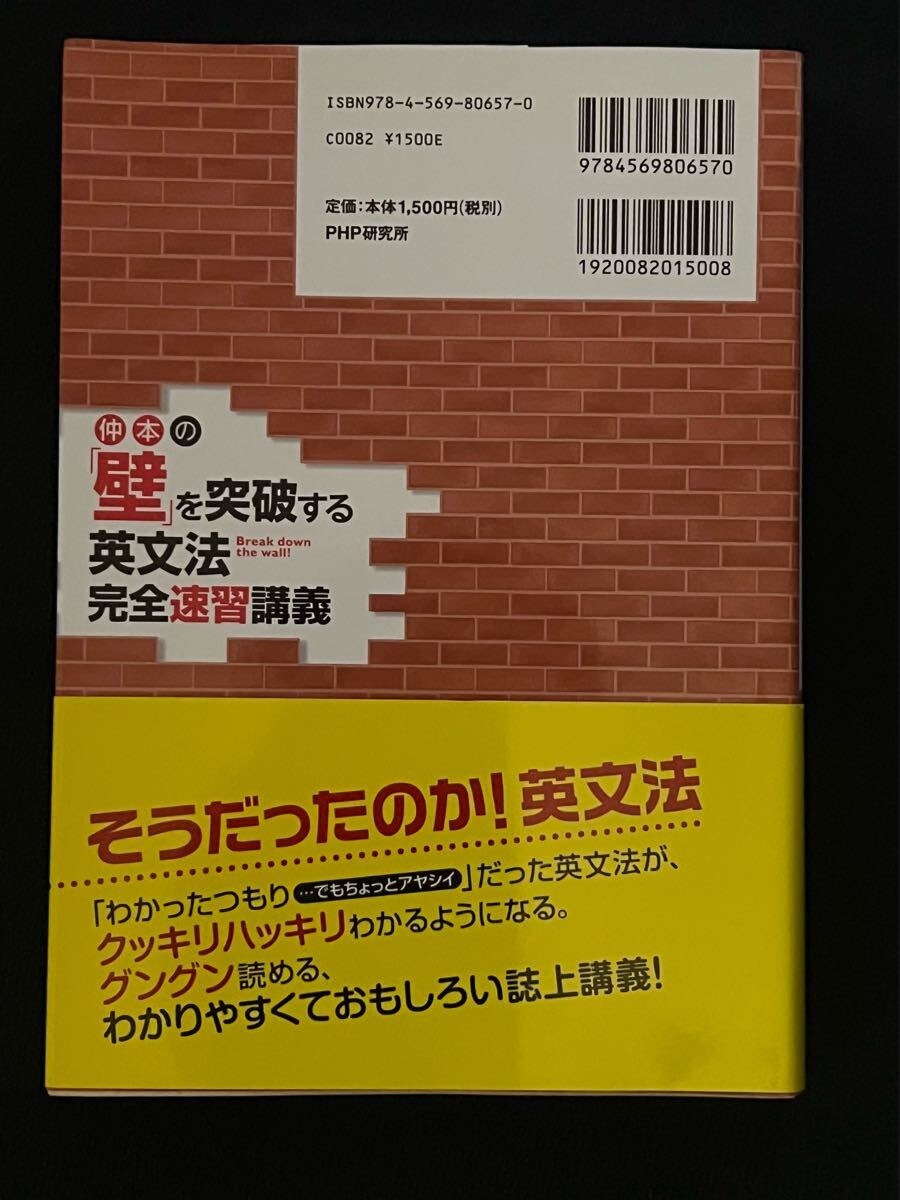 ISBN978-4-569-80657-0
C0082 ¥1500E
定価：本体1,500円（税別）
PHP研究所
9784569806570
1920082015008
仲本の
「壁」を突破する
英文法
Break down
the wall!
完全速習講義
そうだったのか！英文法
「わかったつもり…でもちょっとアヤシイ」だった英文法が、
クッキリハッキリわかるようになる。
グングン読める、
わかりやすくておもしろい誌上講義！